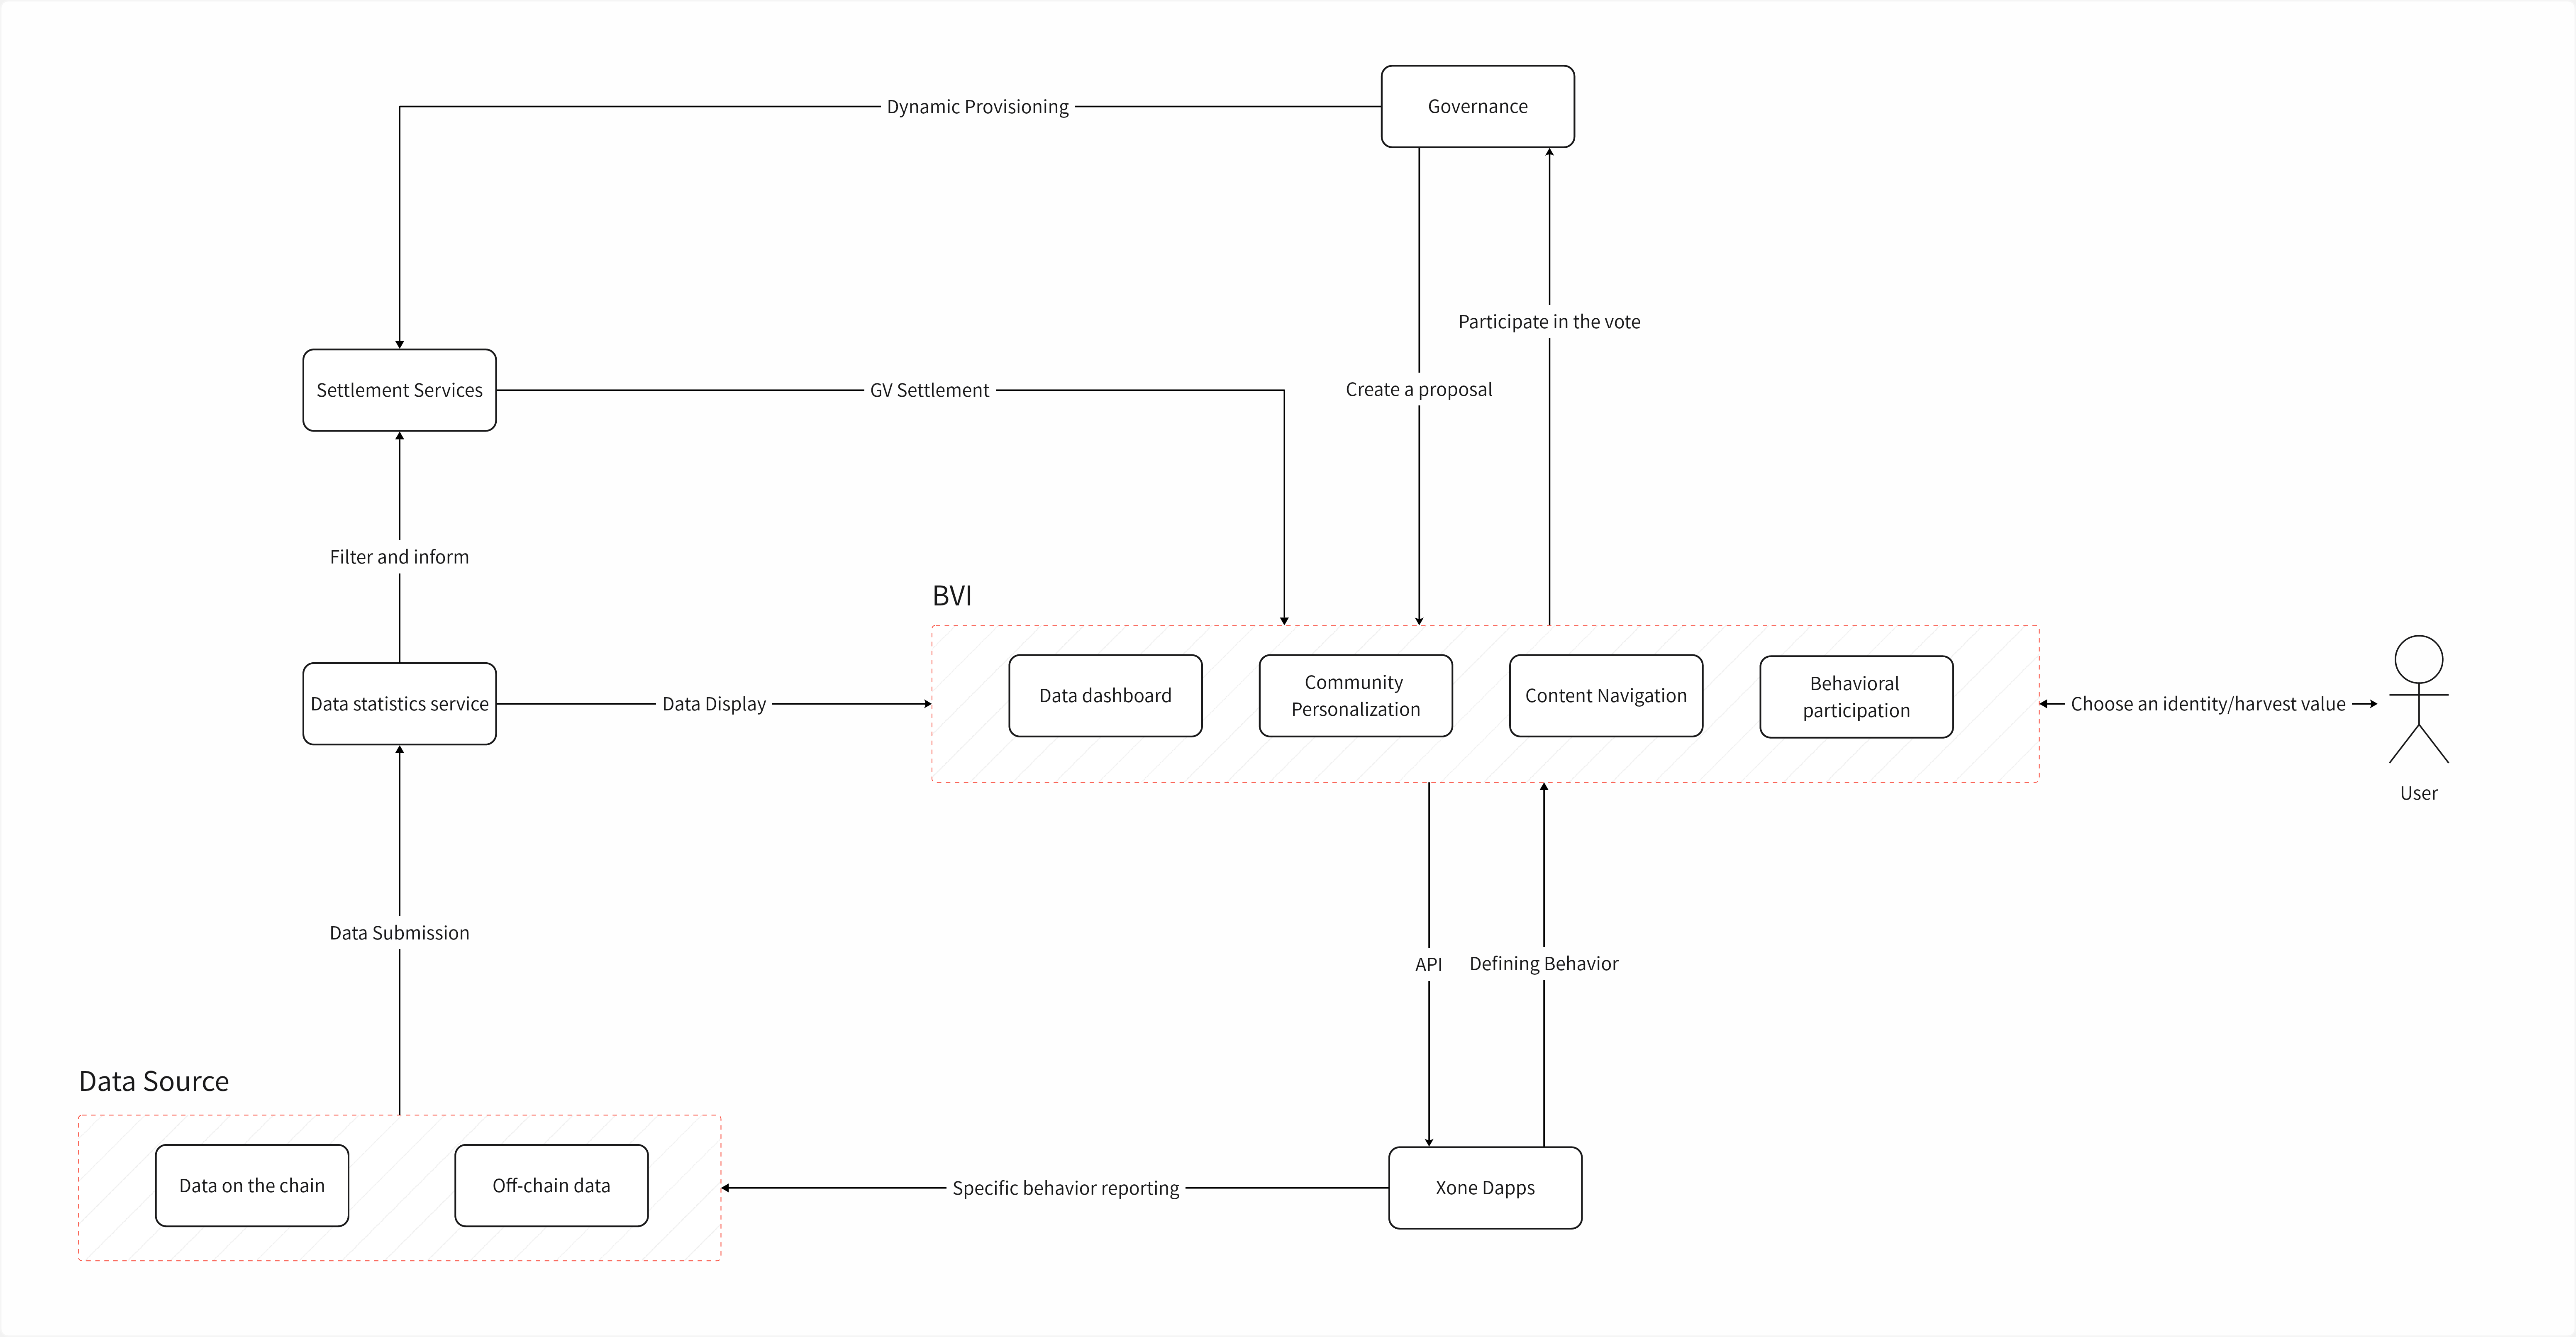 Governance
Dynamic Provisioning
Participate in the vote
Settlement Services
GV Settlement
Create a proposal
Filter and inform
BVI
Data statistics service
Data Display
Data dashboard
Community
Personalization
Content Navigation
Behavioral
participation
Choose an identity/harvest value
User
Data Submission
API
Defining Behavior
Data Source
Data on the chain
Off-chain data
Specific behavior reporting
Xone Dapps